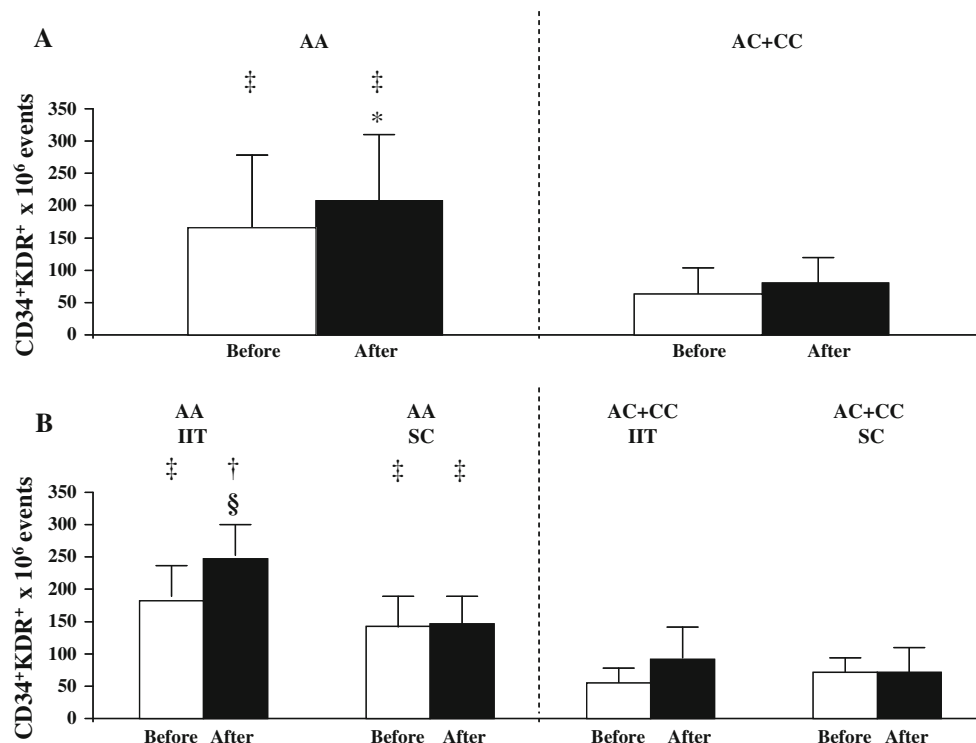 A
AA
AC+CC
‡
‡
*
350
300
250
200
150
100
50
0
CD34⁺KDR⁺ x 10⁶ events
Before
After
Before
After
B
AA
IIT
AA
SC
AC+CC
IIT
AC+CC
SC
‡
†
§
‡
‡
350
300
250
200
150
100
50
0
CD34⁺KDR⁺ x 10⁶ events
Before After
Before After
Before After
Before After